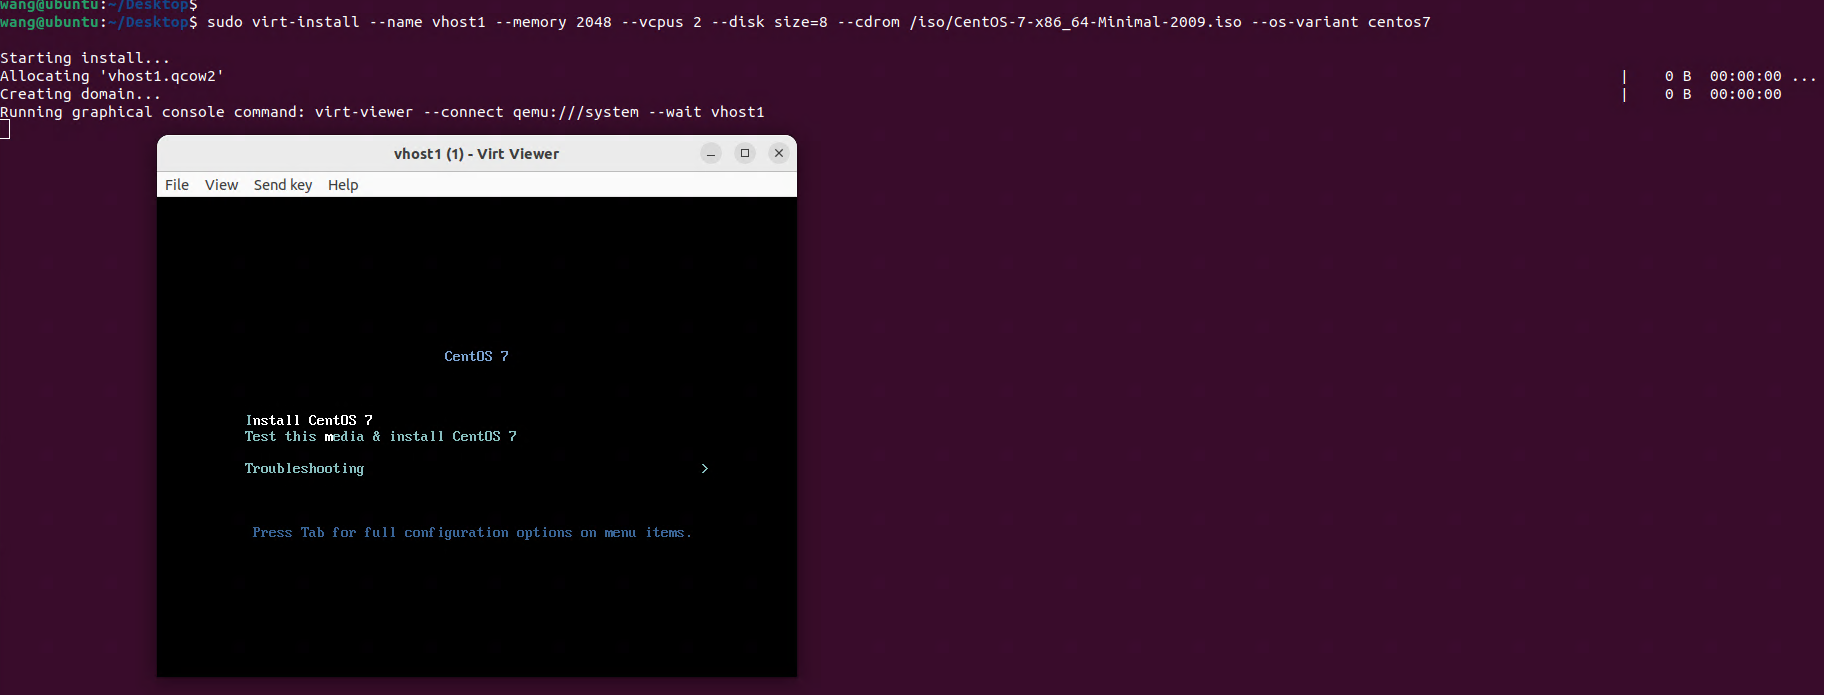 wang@ubuntu:~/Desktop$
wang@ubuntu:~/Desktop$ sudo virt-install --name vhost1 --memory 2048 --vcpus 2 --disk size=8 --cdrom /iso/CentOS-7-x86_64-Minimal-2009.iso --os-variant centos7
Starting install...
Allocating 'vhost1.qcow2' | 0 B 00:00:00 ...
Creating domain... | 0 B 00:00:00
Running graphical console command: virt-viewer --connect qemu:///system --wait vhost1
vhost1 (1) - Virt Viewer
File View Send key Help
CentOS 7
Install CentOS 7
Test this media & install CentOS 7
Troubleshooting >
Press Tab for full configuration options on menu items.